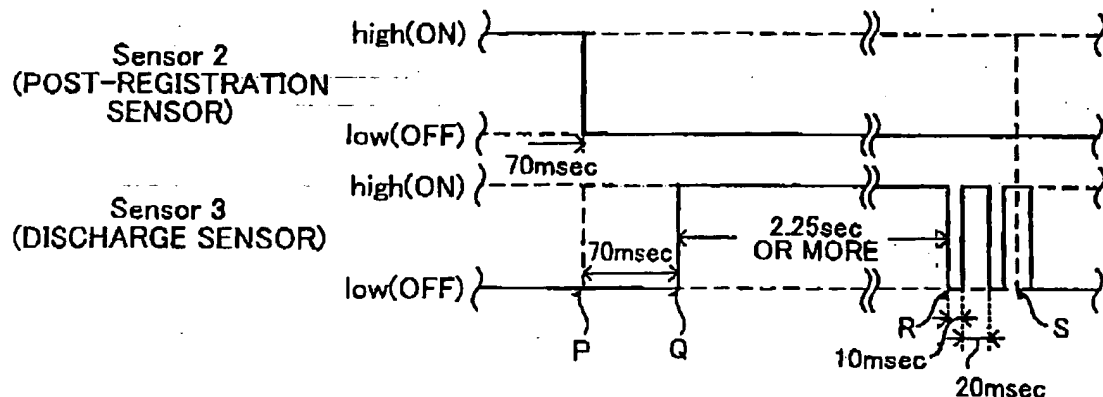 Sensor 2
(POST-REGISTRATION
SENSOR)
high(ON)
low(OFF)
70msec
Sensor 3
(DISCHARGE SENSOR)
high(ON)
low(OFF)
70msec
2.25sec
OR MORE
P
Q
R
S
10msec
20msec